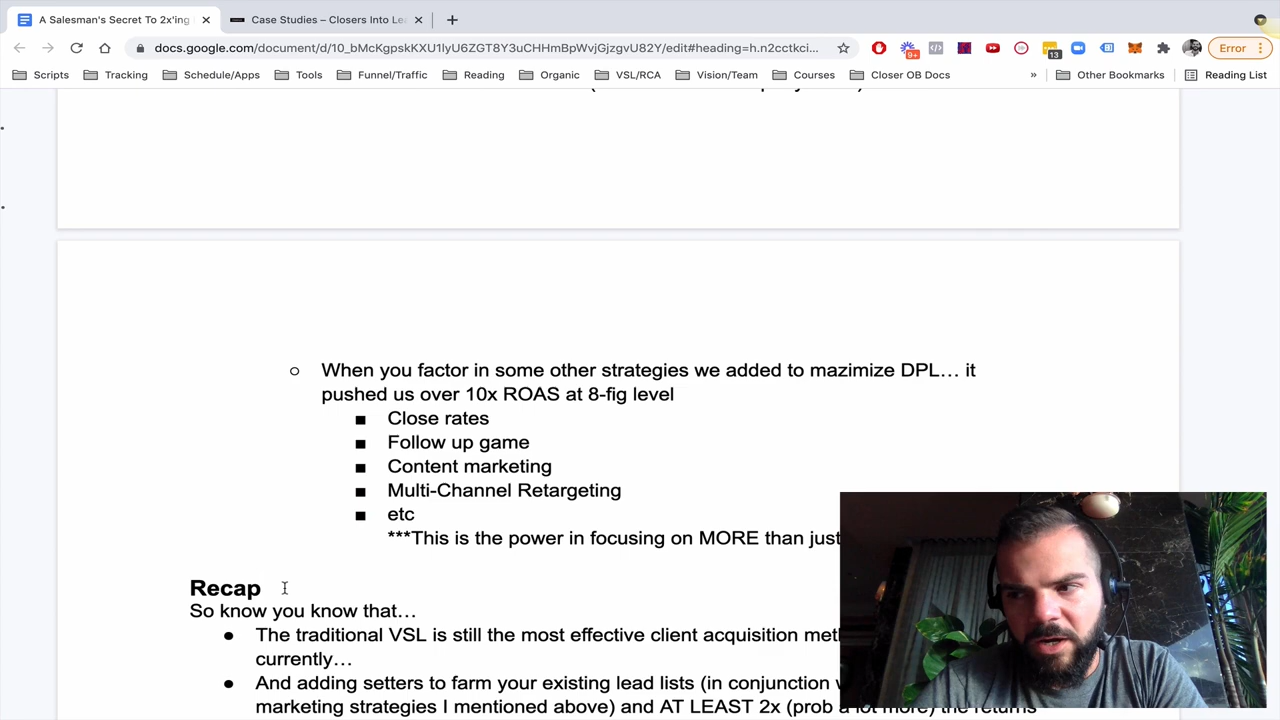 A Salesman's Secret To 2x'ing
Case Studies – Closers Into Le
docs.google.com/document/d/10_bMcKgpskKXU1lyU6ZGTBY3uCHHmBpWvjGjzgvU82Y/edit#heading=h.n2cctkci...
9+
13
Error
Scripts
Tracking
Schedule/Apps
Tools
Funnel/Traffic
Reading
Organic
VSL/RCA
Vision/Team
Courses
Closer OB Docs
»
Other Bookmarks
Reading List
○ When you factor in some other strategies we added to mazimize DPL… it
pushed us over 10x ROAS at 8-fig level
■ Close rates
■ Follow up game
■ Content marketing
■ Multi-Channel Retargeting
■ etc
***This is the power in focusing on MORE than just
Recap
So know you know that…
● The traditional VSL is still the most effective client acquisition
currently…
● And adding setters to farm your existing lead lists (in conjunction
marketing strategies I mentioned above) and AT LEAST 2x (prob a lot more) the returns